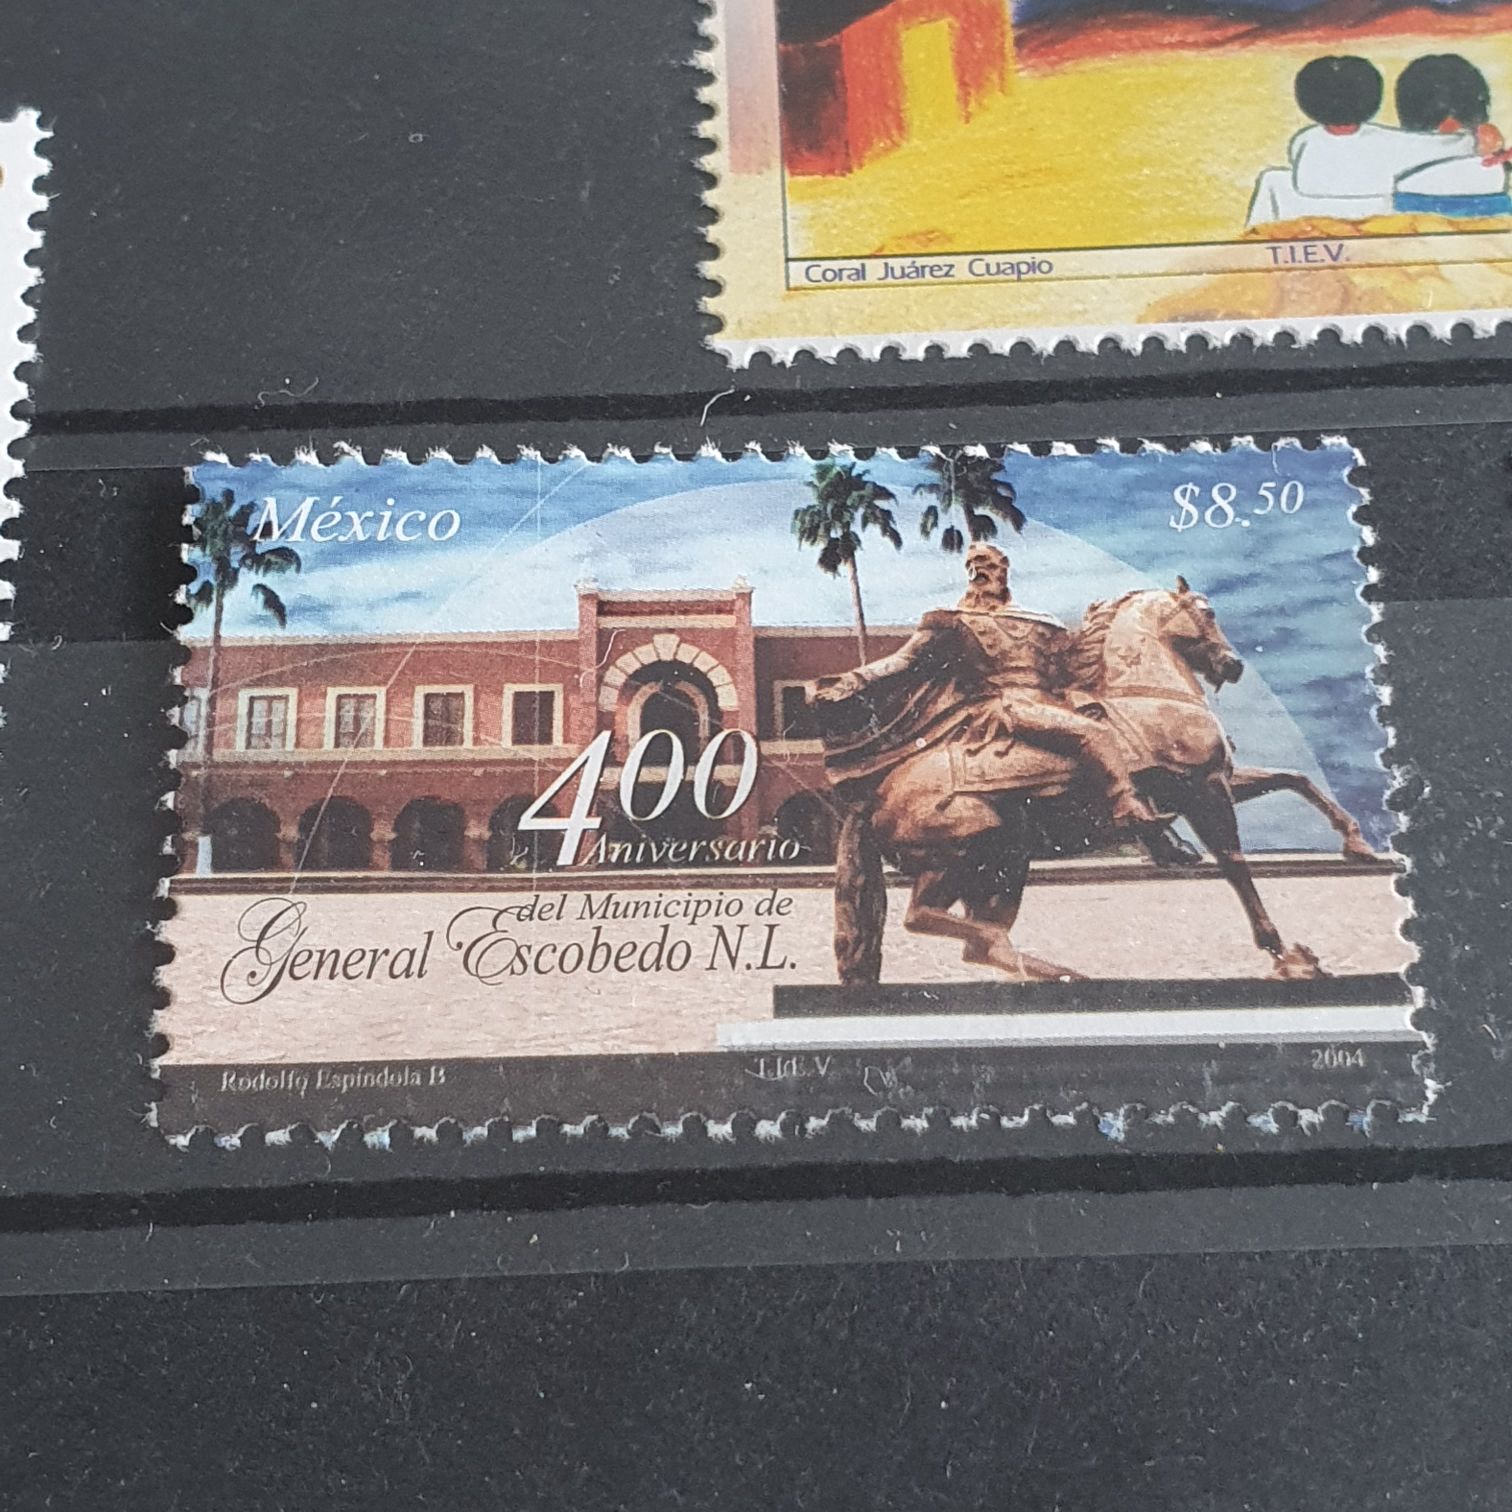 Coral Juárez Cuapio T.I.E.V.
México $8.50
400
Aniversario
del Municipio de
General Escobedo N.L.
Rodolfo Espíndola B T.I.E.V 2004